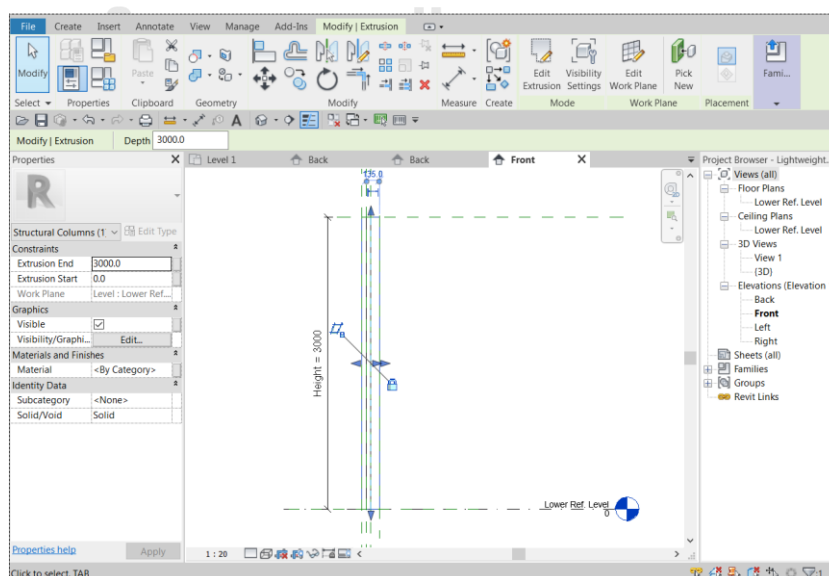 File Create Insert Annotate View Manage Add-Ins Modify | Extrusion
Modify Paste Edit Extrusion Visibility Settings Edit Work Plane Pick New Fami...
Select Properties Clipboard Geometry Modify Measure Create Mode Work Plane Placement
Modify | Extrusion Depth 3000.0
Properties X Level 1 Back Back Front X Project Browser - Lightweight.
R
Structural Columns (1) Edit Type
Constraints
Extrusion End 3000.0
Extrusion Start 0.0
Work Plane Level : Lower Ref...
Graphics
Visible
Visibility/Graphi... Edit...
Materials and Finishes
Material <By Category>
Identity Data
Subcategory <None>
Solid/Void Solid
Properties help Apply
Height = 3000
Lower Ref. Level
0
1 : 20
Views (all)
Floor Plans
Lower Ref. Level
Ceiling Plans
Lower Ref. Level
3D Views
View 1
{3D}
Elevations (Elevation
Back
Front
Left
Right
Sheets (all)
Families
Groups
Revit Links
Click to select, TAB